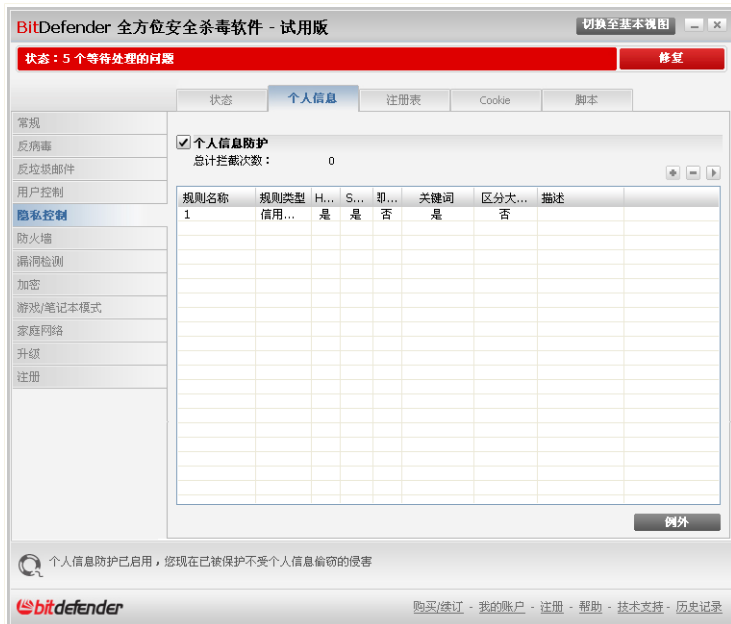 BitDefender 全方位安全杀毒软件 - 试用版 切换至基本视图
状态：5 个等待处理的问题 修复
状态 个人信息 注册表 Cookie 脚本
常规
反病毒
反垃圾邮件
用户控制
隐私控制
防火墙
漏洞检测
加密
游戏/笔记本模式
家庭网络
升级
注册
个人信息防护
总计拦截次数： 0
规则名称 规则类型 H... S... 即... 关键词 区分大... 描述
1 信用... 是 是 否 是 否
例外
个人信息防护已启用，您现在已被保护不受个人信息偷窃的侵害
bitdefender 购买/续订 - 我的账户 - 注册 - 帮助 - 技术支持 - 历史记录